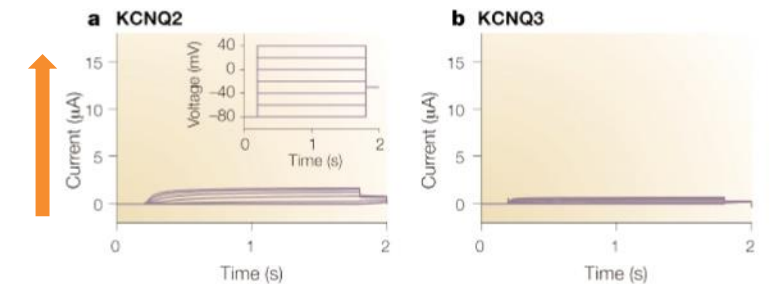 a KCNQ2
b KCNQ3
Voltage (mV)
40
0
–40
–80
0 1 2
Time (s)
Current (μA)
15
10
5
0
0 1 2
Time (s)
Current (μA)
15
10
5
0
0 1 2
Time (s)